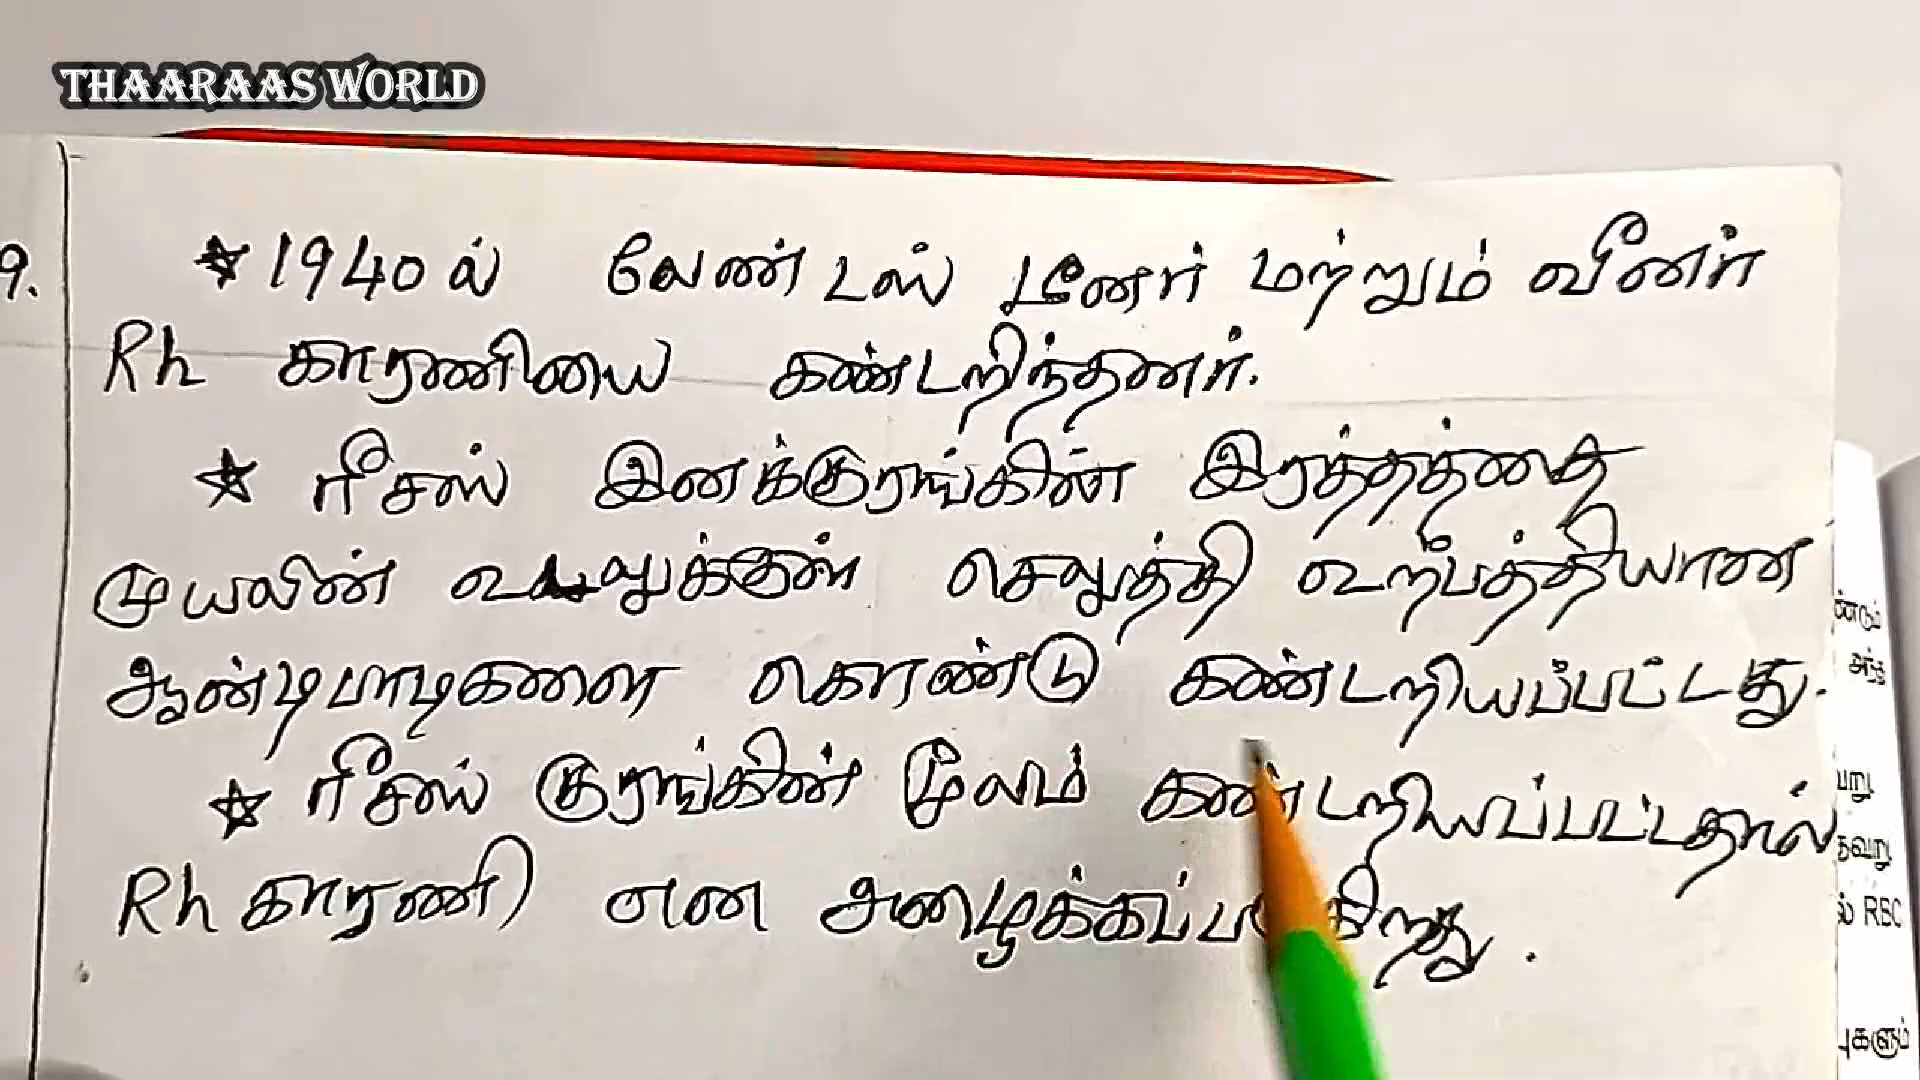 THAARAAS WORLD
9. ☆ 1940ல் லேண்டஸ்டீனேர் மற்றும் வீனர்
Rh காரணியை கண்டறிந்தனர்.
☆ ரீசஸ் இனக்குரங்கின் இரத்தத்தை
முயலின் உடலுக்குள் செலுத்தி உற்பத்தியான
ஆண்டிபாடிகளை கொண்டு கண்டறியப்பட்டது.
☆ ரீசஸ் குரங்கின் மூலம் கண்டறியப்பட்டதால்
Rh காரணி என அழைக்கப்படுகிறது.
RBC